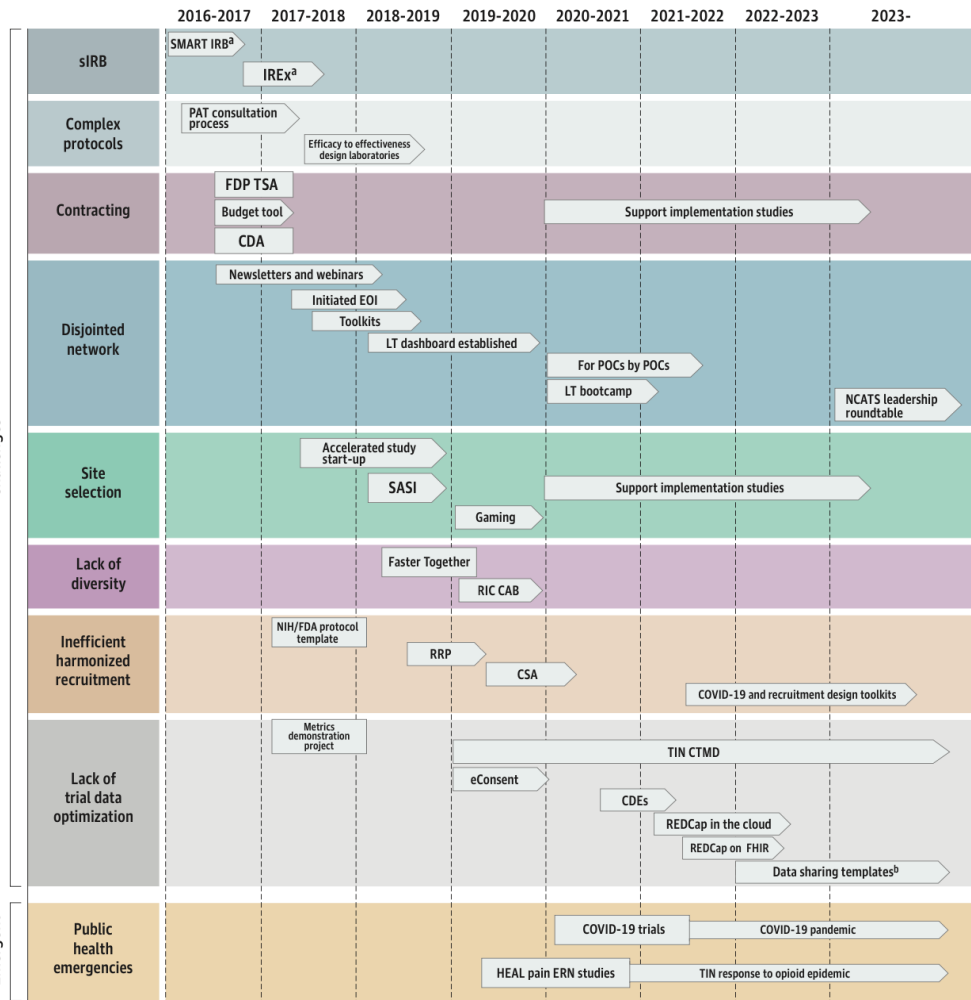 2016-2017 2017-2018 2018-2019 2019-2020 2020-2021 2021-2022 2022-2023 2023-
sIRB
SMART IRBa
IRExa
Complex
protocols
PAT consultation
process
Efficacy to effectiveness
design laboratories
Contracting
FDP TSA
Budget tool
CDA
Support implementation studies
Disjointed
network
Newsletters and webinars
Initiated EOI
Toolkits
LT dashboard established
For POCs by POCs
LT bootcamp
NCATS leadership
roundtable
Site
selection
Accelerated study
start-up
SASI
Support implementation studies
Gaming
Lack of
diversity
Faster Together
RIC CAB
Inefficient
harmonized
recruitment
NIH/FDA protocol
template
RRP
CSA
COVID-19 and recruitment design toolkits
Lack of
trial data
optimization
Metrics
demonstration
project
TIN CTMD
eConsent
CDEs
REDCap in the cloud
REDCap on FHIR
Data sharing templatesb
Public
health
emergencies
COVID-19 trials
COVID-19 pandemic
HEAL pain ERN studies
TIN response to opioid epidemic